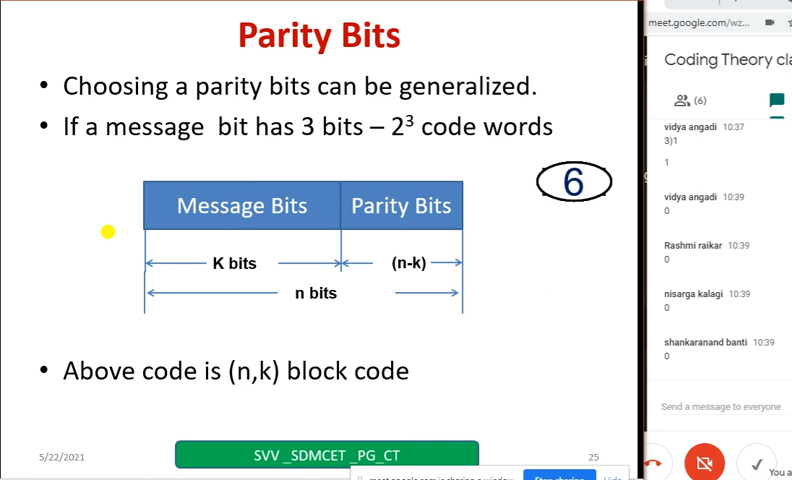 Parity Bits
• Choosing a parity bits can be generalized.
• If a message bit has 3 bits – 2³ code words
6
Message Bits Parity Bits
K bits (n-k)
n bits
• Above code is (n,k) block code
5/22/2021
SVV _SDMCET _PG_CT
25
meet.google.com/wz...
Coding Theory cla
(6)
vidya angadi 10:37
3)1
1
vidya angadi 10:39
0
Rashmi raikar 10:39
0
nisarga kalagi 10:39
0
shankaranand banti 10:39
0
Send a message to everyone
You a